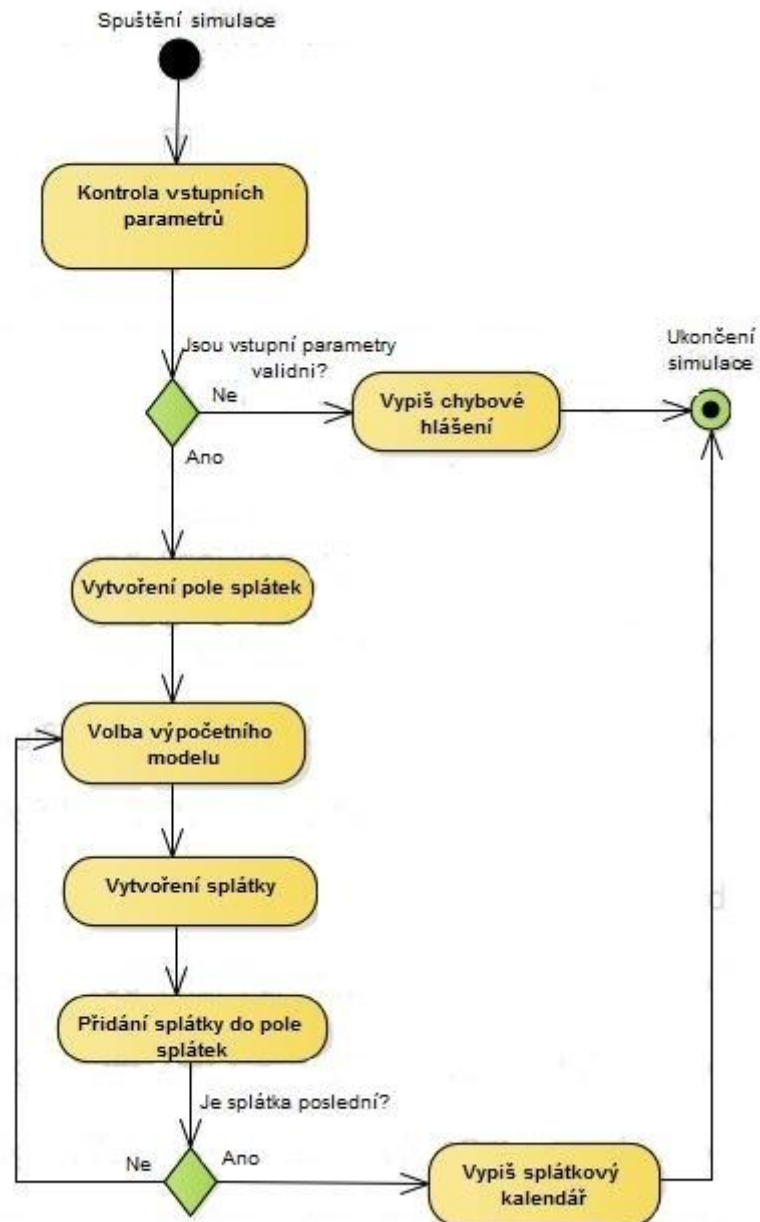 Spuštění simulace
Kontrola vstupních
parametrů
Jsou vstupní parametry
validni?
Ne
Ano
Vypiš chybové
hlášení
Ukončení
simulace
Vytvoření pole splátek
Volba výpočetního
modelu
Vytvoření splátky
Přidání splátky do pole
splátek
Je splátka poslední?
Ne
Ano
Vypiš splátkový
kalendář